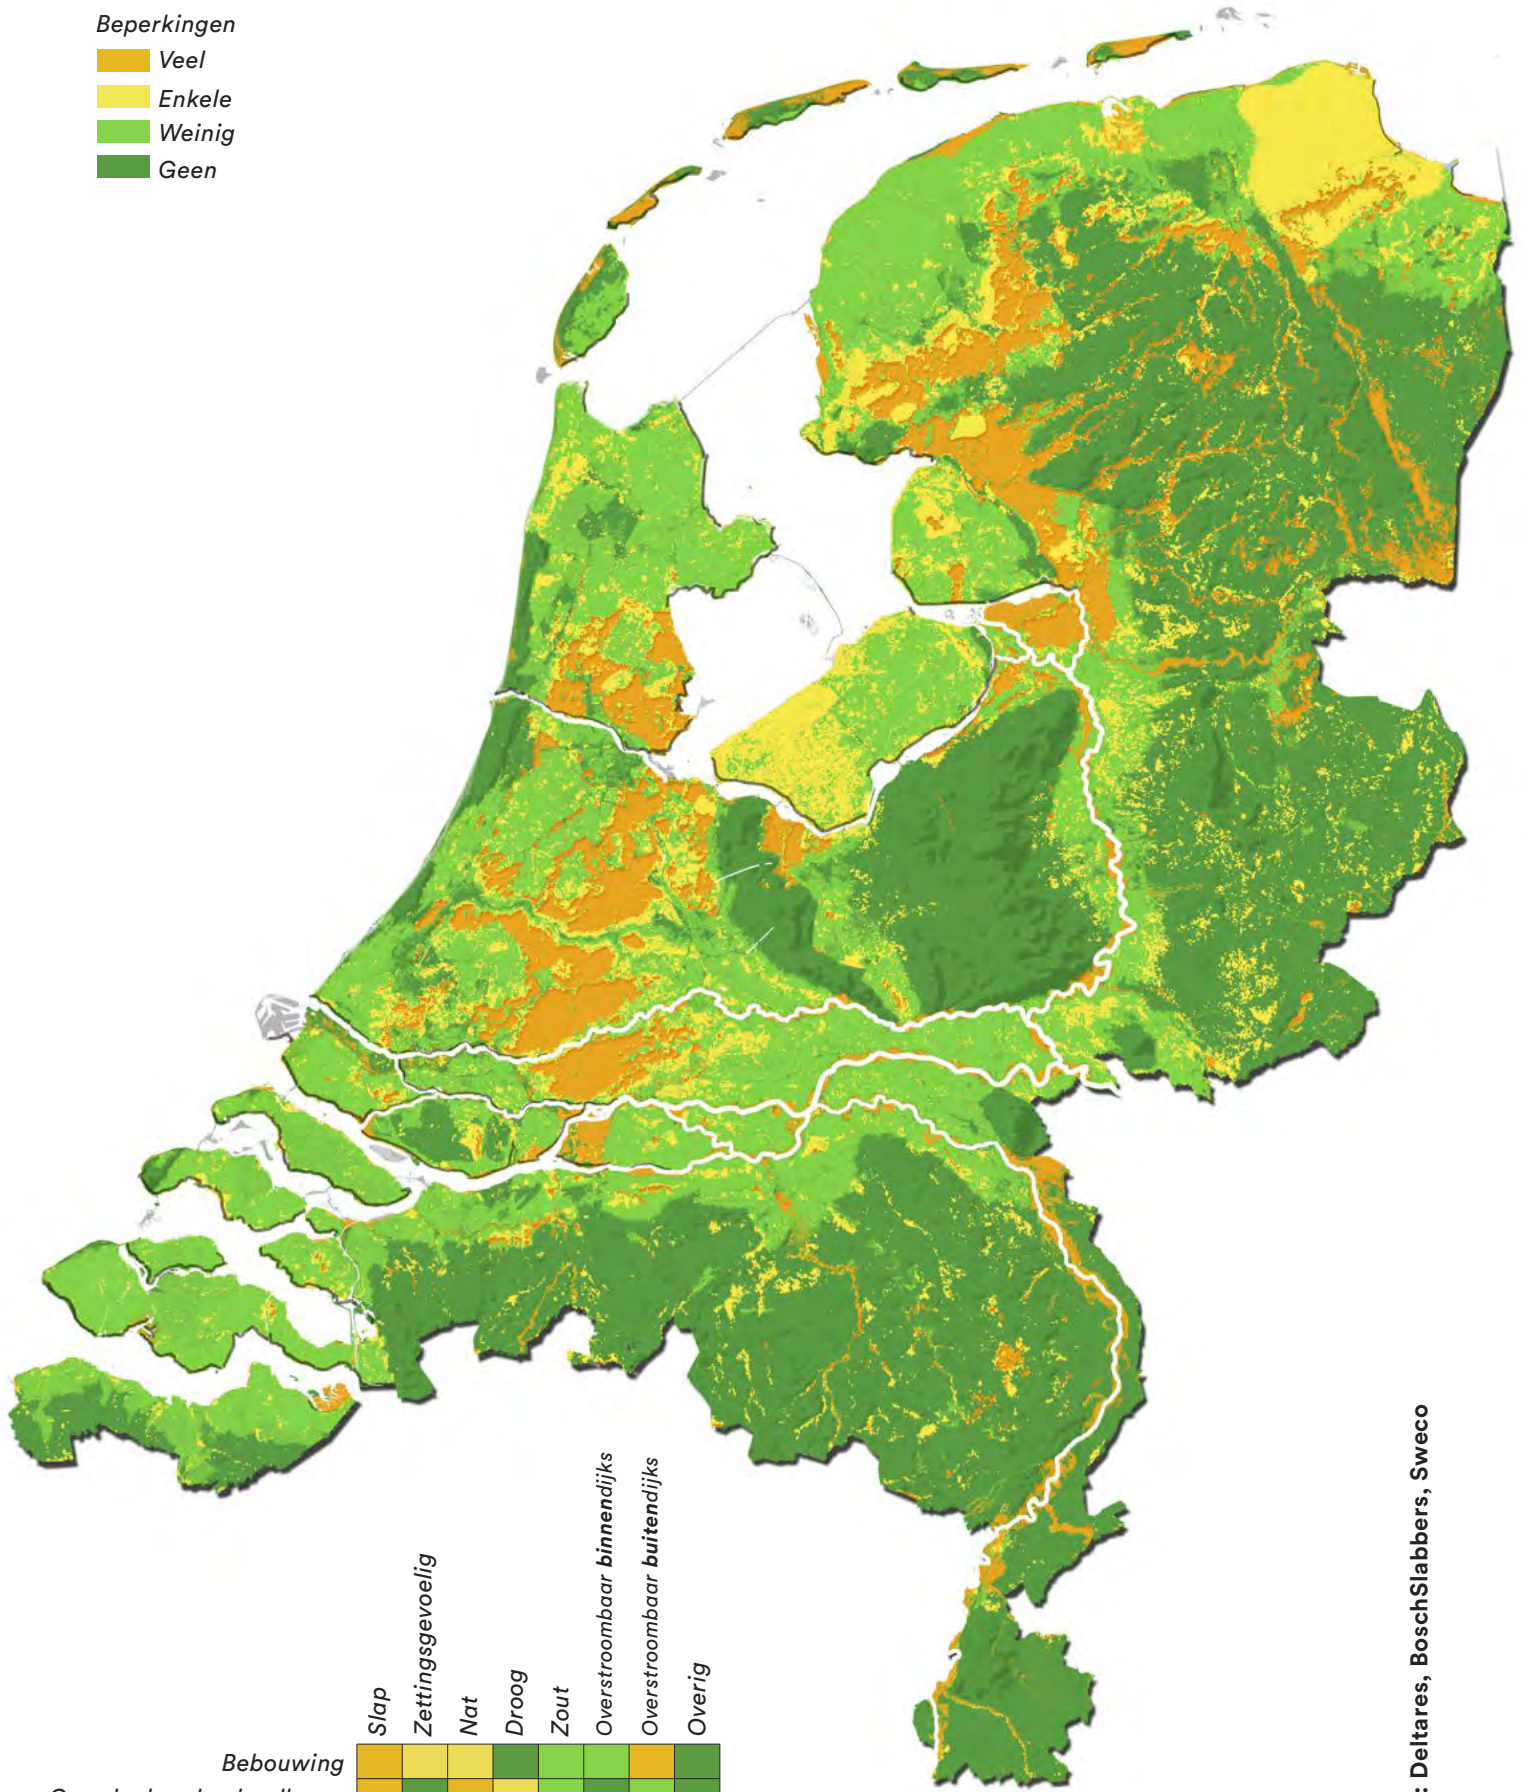 Beperkingen
Veel
Enkele
Weinig
Geen
Slap
Zettingsgevoelig
Nat
Droog
Zout
Overstroombaar binnendijks
Overstroombaar buitendijks
Overig
Bebouwing
: Deltares, BoschSlabbers, Sweco